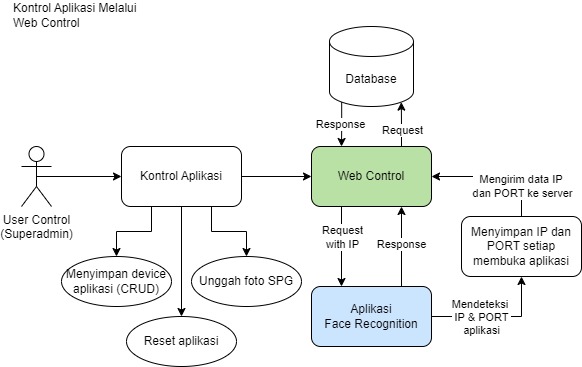 Kontrol Aplikasi Melalui
Web Control
Database
Response
Request
Kontrol Aplikasi
Web Control
Mengirim data IP
dan PORT ke server
User Control
(Superadmin)
Request
with IP
Response
Menyimpan IP dan
PORT setiap
membuka aplikasi
Menyimpan device
aplikasi (CRUD)
Unggah foto SPG
Reset aplikasi
Aplikasi
Face Recognition
Mendeteksi
IP & PORT
aplikasi